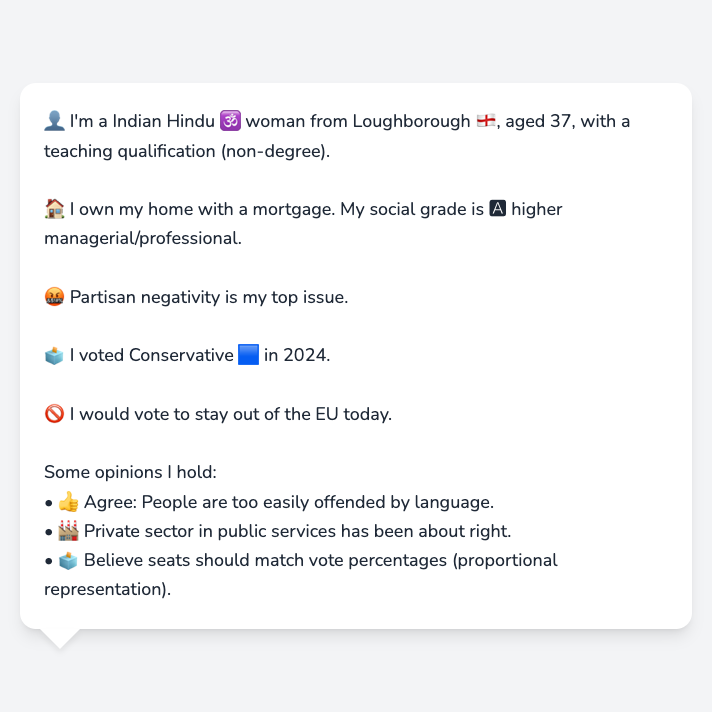 👤 I'm a Indian Hindu 🕉️ woman from Loughborough 🏴󠁧󠁢󠁥󠁮󠁧󠁿, aged 37, with a
teaching qualification (non-degree).
🏠 I own my home with a mortgage. My social grade is 🅰 higher
managerial/professional.
🤬 Partisan negativity is my top issue.
🗳️ I voted Conservative 🟦 in 2024.
🚫 I would vote to stay out of the EU today.
Some opinions I hold:
• 👍 Agree: People are too easily offended by language.
• 🏭 Private sector in public services has been about right.
• 🗳️ Believe seats should match vote percentages (proportional
representation).